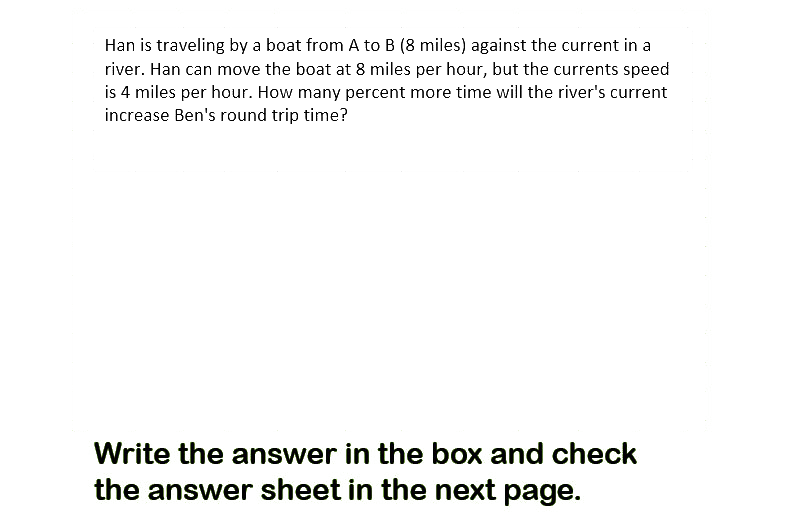 Han is traveling by a boat from A to B (8 miles) against the current in a
river. Han can move the boat at 8 miles per hour, but the currents speed
is 4 miles per hour. How many percent more time will the river's current
increase Ben's round trip time?
Write the answer in the box and check
the answer sheet in the next page.